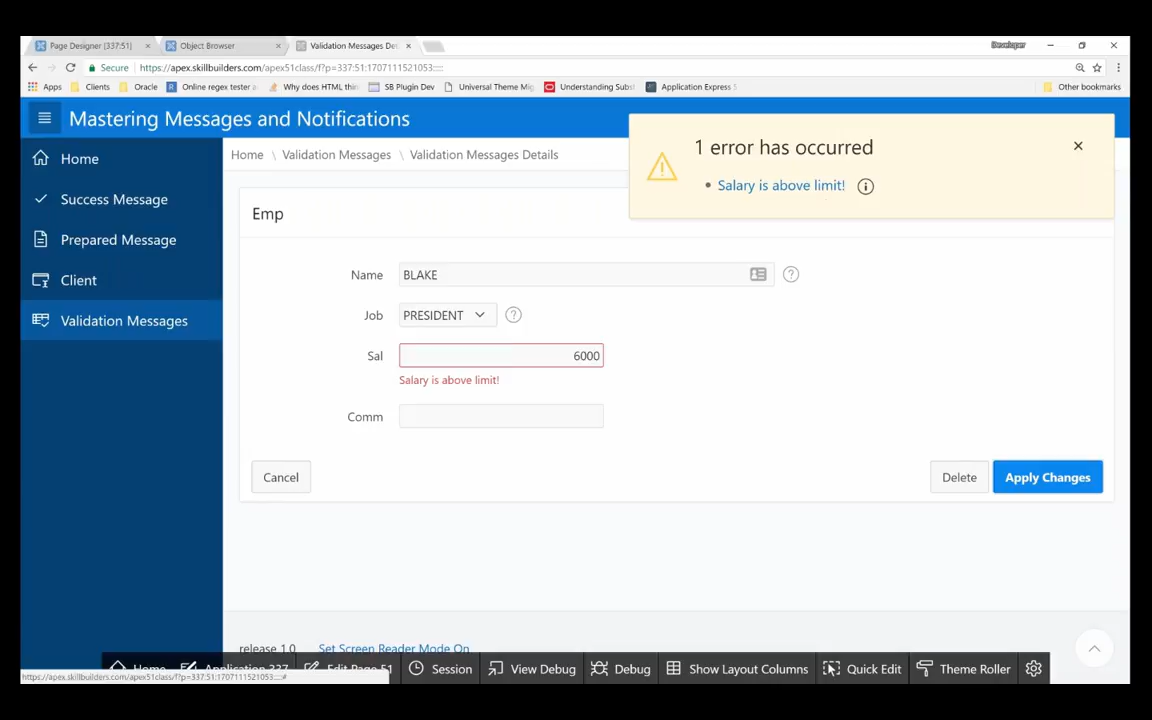 Page Designer [337:51]
Object Browser
Validation Messages Det
Developer
Secure
https://apex.skillbuilders.com/apex51class/f?p=337:51:1707111521053::::
Apps
Clients
Oracle
Online regex tester a
Why does HTML thin
SB Plugin Dev
Universal Theme Mig
Understanding Subst
Application Express 5
Other bookmarks
Mastering Messages and Notifications
Home
Success Message
Prepared Message
Client
Validation Messages
Home \ Validation Messages \ Validation Messages Details
1 error has occurred
• Salary is above limit!
Emp
Name BLAKE
Job PRESIDENT
Sal 6000
Salary is above limit!
Comm
Cancel
Delete
Apply Changes
release 1.0
Set Screen Reader Mode On
Home
Application 337
Edit Page 51
Session
View Debug
Debug
Show Layout Columns
Quick Edit
Theme Roller
https://apex.skillbuilders.com/apex51class/f?p=337:51:1707111521053::::#